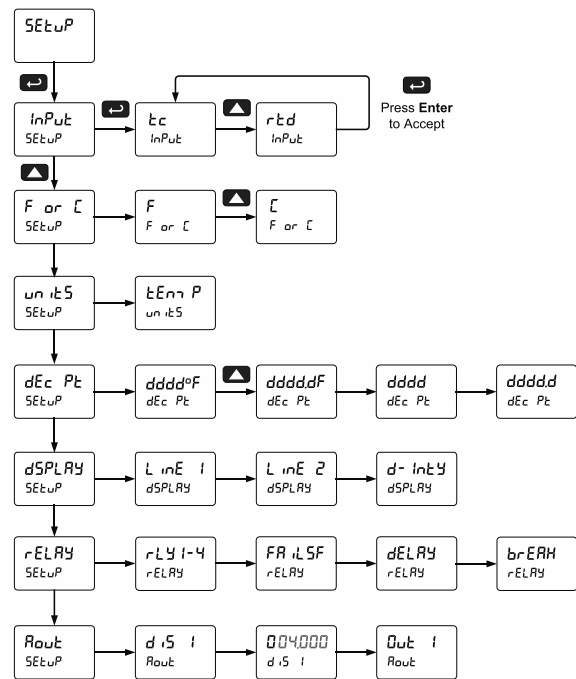 SEtuP
InPut
SEtuP
tc
InPut
rtd
InPut
Press Enter
to Accept
F or C
SEtuP
F
F or C
C
F or C
unitS
SEtuP
tEmP
unitS
dEc Pt
SEtuP
dddd°F
dEc Pt
dddd.dF
dEc Pt
dddd
dEc Pt
dddd.d
dEc Pt
dSPLAY
SEtuP
LinE 1
dSPLAY
LinE 2
dSPLAY
d-IntY
dSPLAY
rELAY
SEtuP
rLY1-4
rELAY
FAiLSF
rELAY
dELAY
rELAY
brEAK
rELAY
Aout
SEtuP
diS 1
Aout
004.000
diS 1
Out 1
Aout